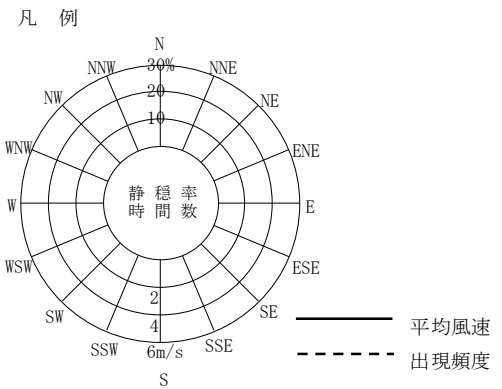 凡 例
N
NNW 30% NNE
NW 20 NE
10
WNW ENE
静 穏 率
W 時 間 数 E
WSW ESE
2
SW 4 SE
SSW 6m/s SSE
S
平均風速
出現頻度